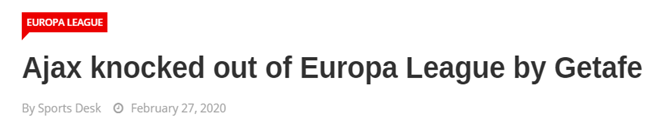 EUROPA LEAGUE
Ajax knocked out of Europa League by Getafe
By Sports Desk February 27, 2020